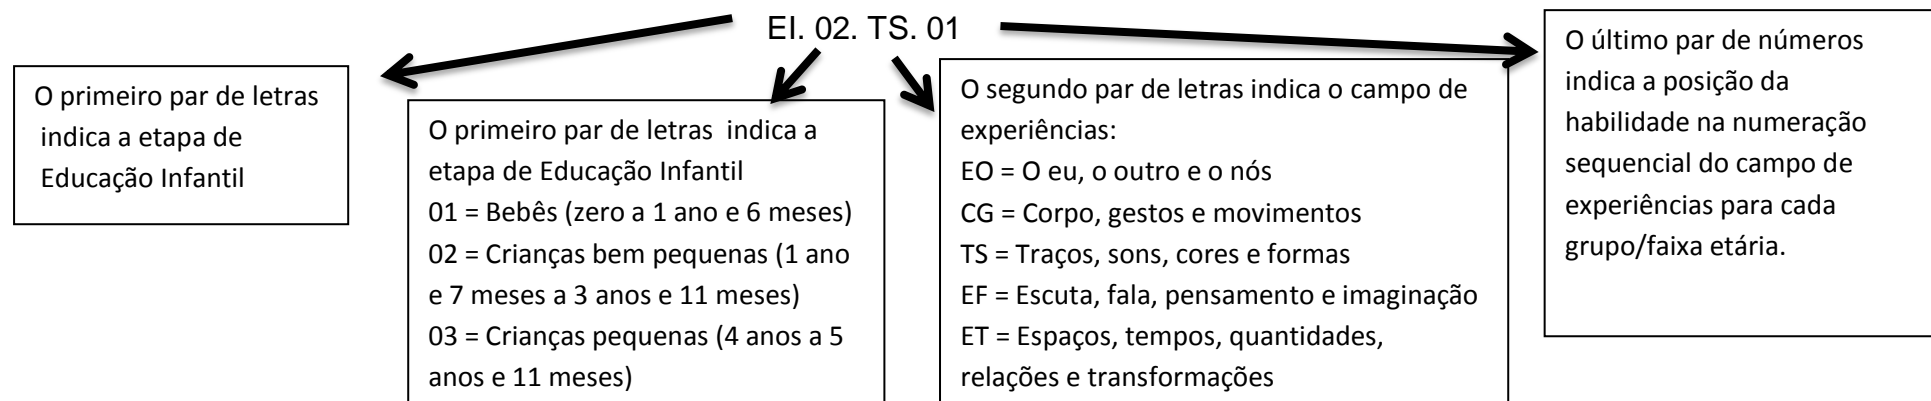 EI. 02. TS. 01
O primeiro par de letras
indica a etapa de
Educação Infantil
O primeiro par de letras indica a
etapa de Educação Infantil
01 = Bebês (zero a 1 ano e 6 meses)
02 = Crianças bem pequenas (1 ano
e 7 meses a 3 anos e 11 meses)
03 = Crianças pequenas (4 anos a 5
anos e 11 meses)
O segundo par de letras indica o campo de
experiências:
EO = O eu, o outro e o nós
CG = Corpo, gestos e movimentos
TS = Traços, sons, cores e formas
EF = Escuta, fala, pensamento e imaginação
ET = Espaços, tempos, quantidades,
relações e transformações
O último par de números
indica a posição da
habilidade na numeração
sequencial do campo de
experiências para cada
grupo/faixa etária.